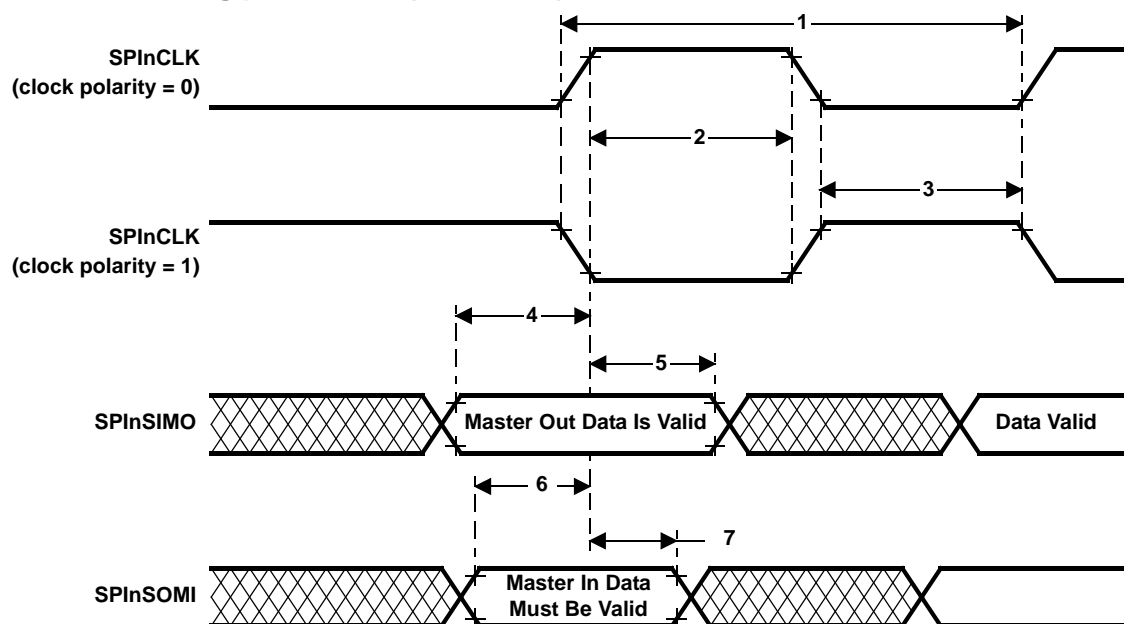 1
SPInCLK
(clock polarity = 0)
2
3
SPInCLK
(clock polarity = 1)
4
5
SPInSIMO
Master Out Data Is Valid
Data Valid
6
7
SPInSOMI
Master In Data
Must Be Valid